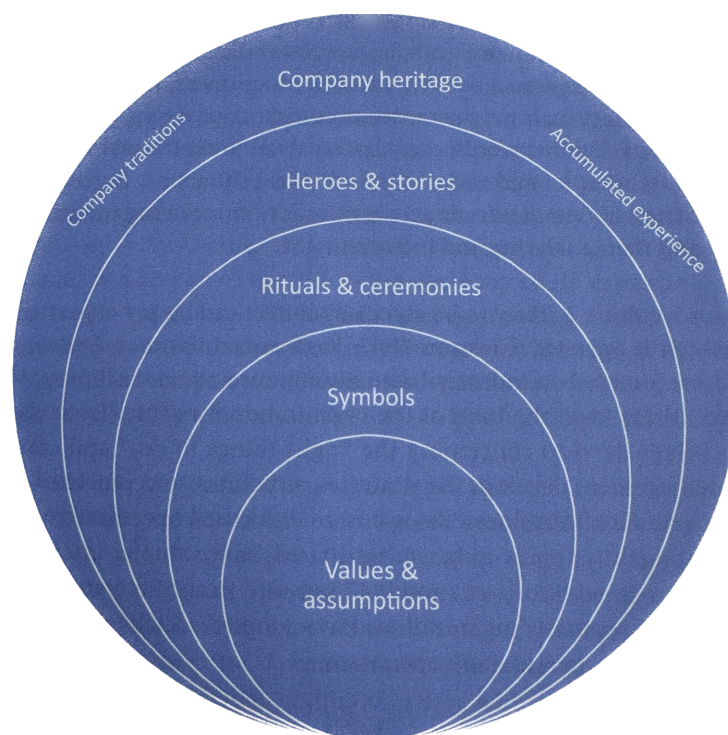 Company heritage
Company traditions
Accumulated experience
Heroes & stories
Rituals & ceremonies
Symbols
Values &
assumptions